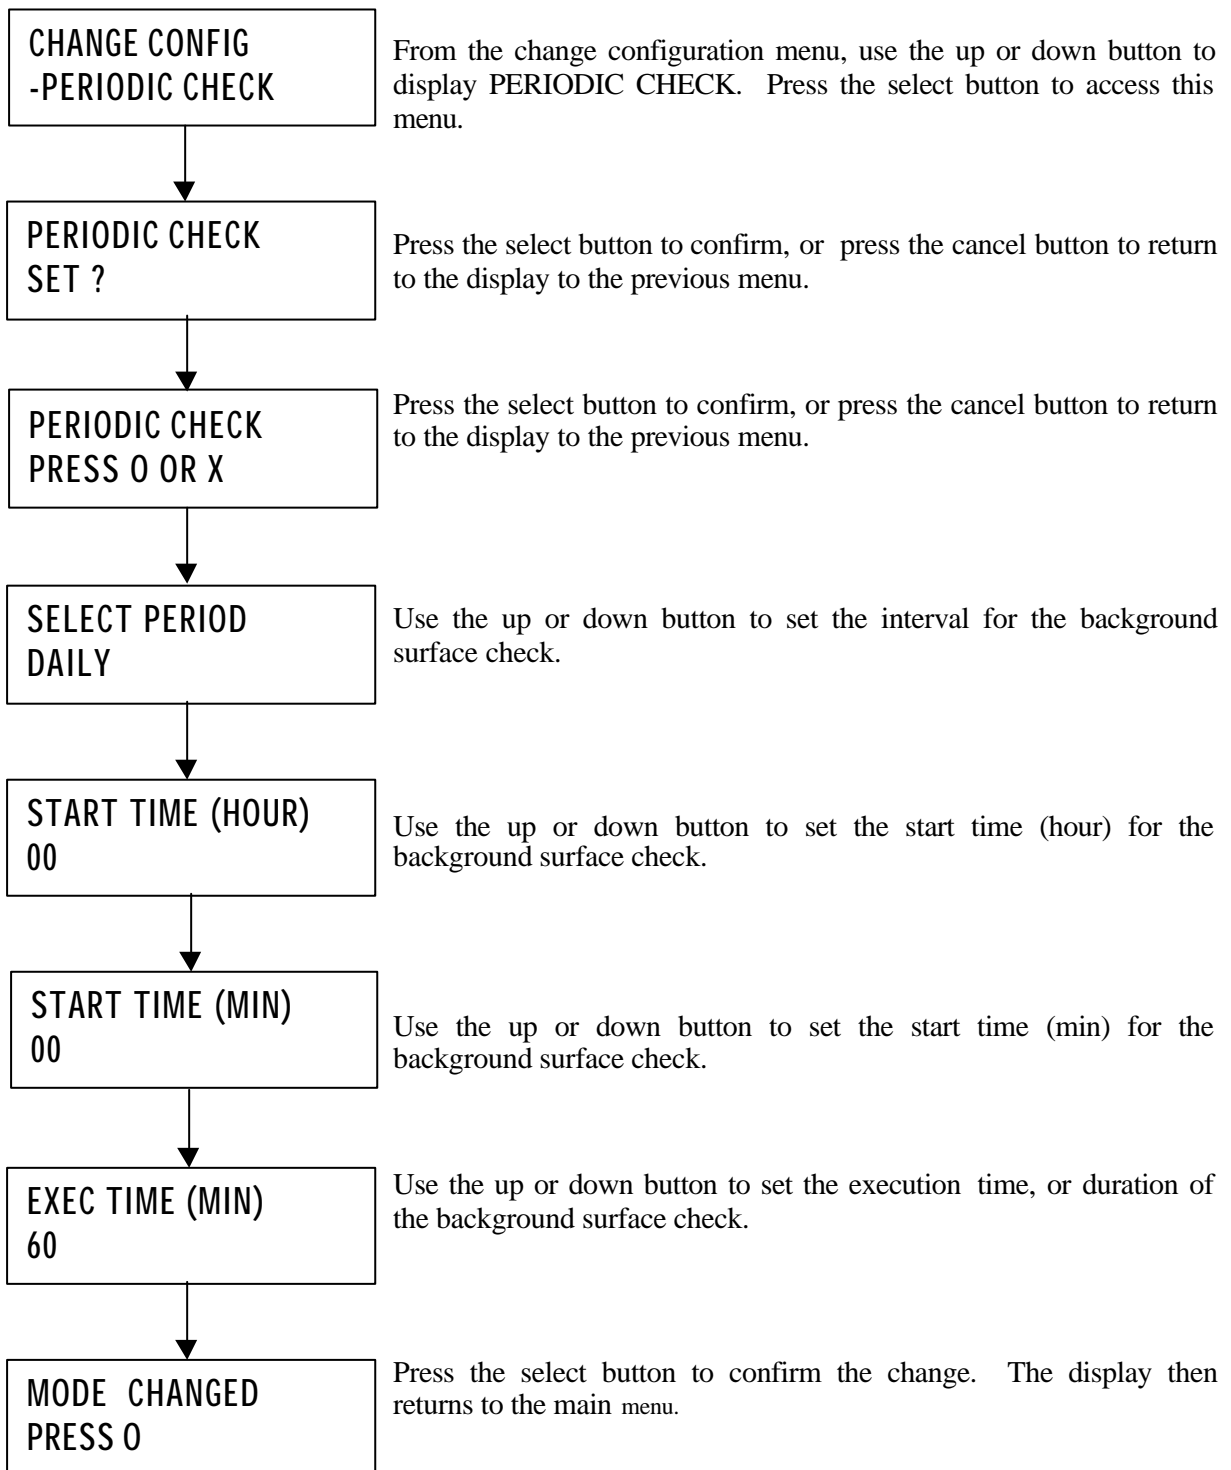 CHANGE CONFIG
-PERIODIC CHECK
From the change configuration menu, use the up or down button to
display PERIODIC CHECK. Press the select button to access this
menu.
PERIODIC CHECK
SET ?
Press the select button to confirm, or press the cancel button to return
to the display to the previous menu.
PERIODIC CHECK
PRESS O OR X
Press the select button to confirm, or press the cancel button to return
to the display to the previous menu.
SELECT PERIOD
DAILY
Use the up or down button to set the interval for the background
surface check.
START TIME (HOUR)
00
Use the up or down button to set the start time (hour) for the
background surface check.
START TIME (MIN)
00
Use the up or down button to set the start time (min) for the
background surface check.
EXEC TIME (MIN)
60
Use the up or down button to set the execution time, or duration of
the background surface check.
MODE CHANGED
PRESS O
Press the select button to confirm the change. The display then
returns to the main menu.